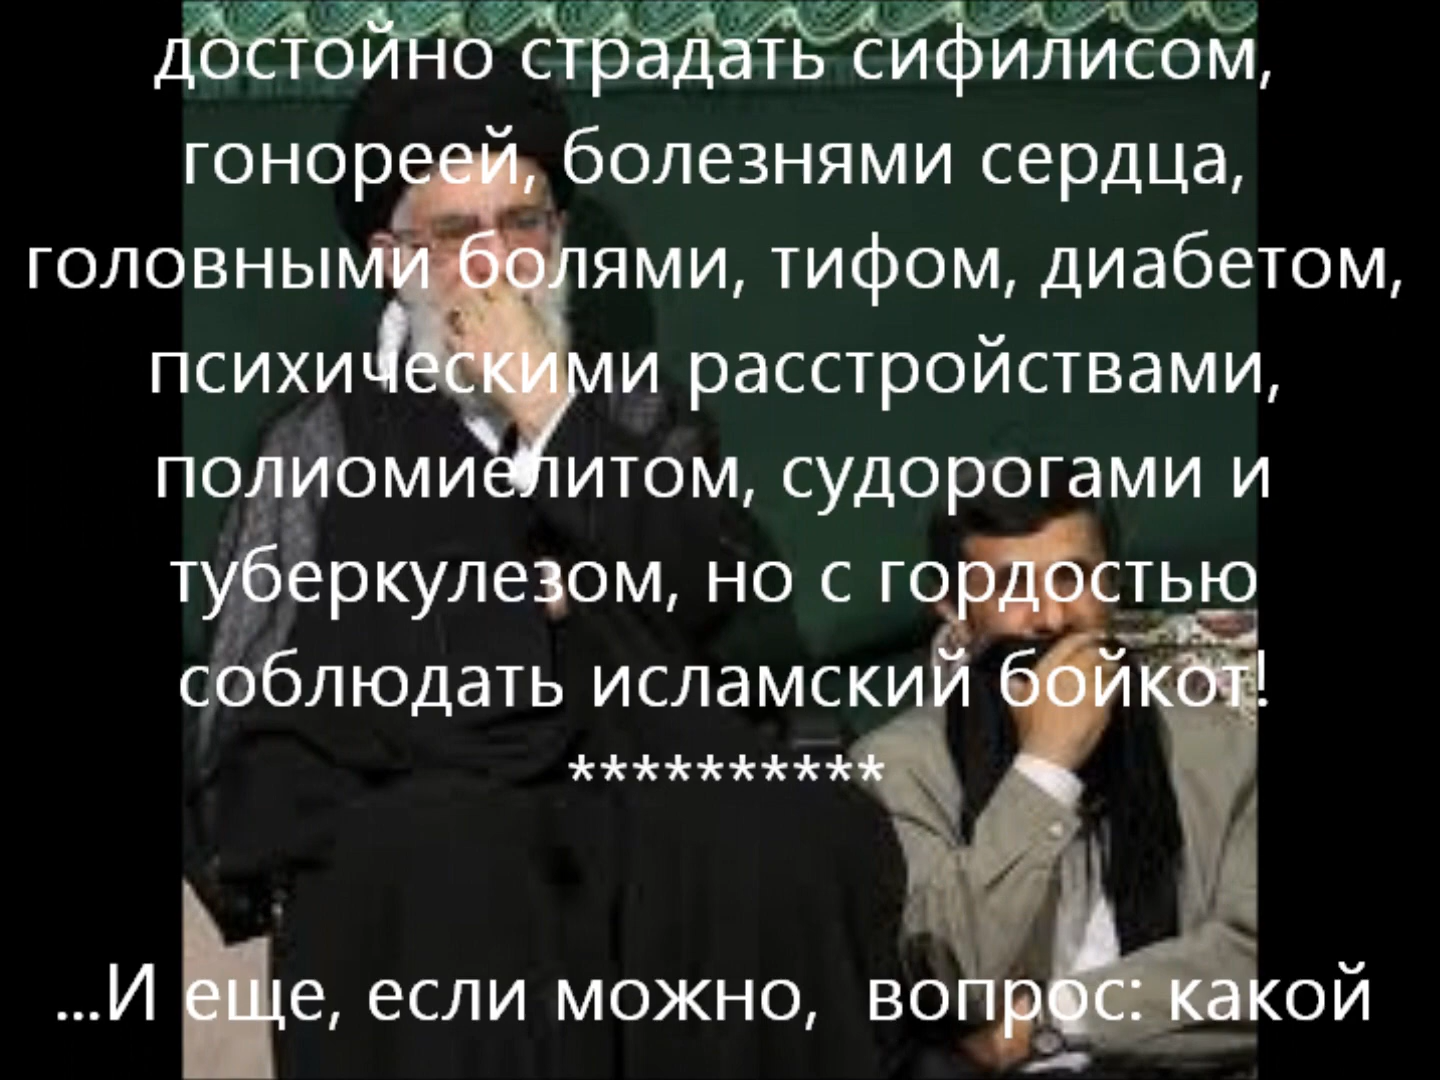 достойно страдать сифилисом,
гонореей, болезнями сердца,
головными болями, тифом, диабетом,
психическими расстройствами,
полиомиелитом, судорогами и
туберкулезом, но с гордостью
соблюдать исламский бойкот!
**********
...И еще, если можно,  вопрос: какой